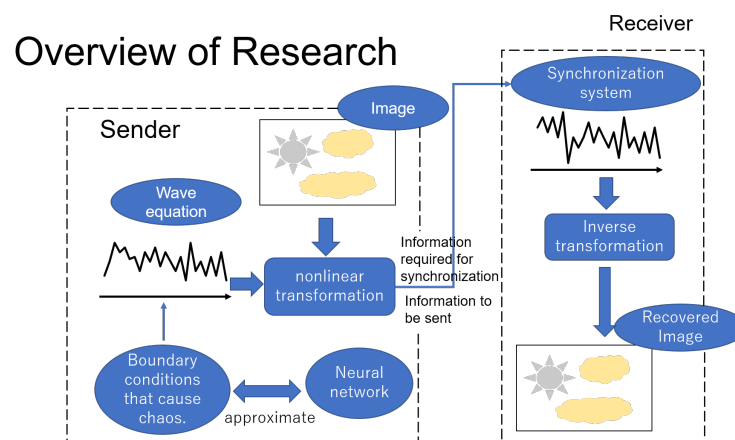 Overview of Research
Receiver
Sender
Image
Synchronization
system
Wave
equation
Information
required for
synchronization
Inverse
transformation
nonlinear
transformation
Information to
be sent
Recovered
Image
Boundary
conditions
that cause
chaos.
approximate
Neural
network